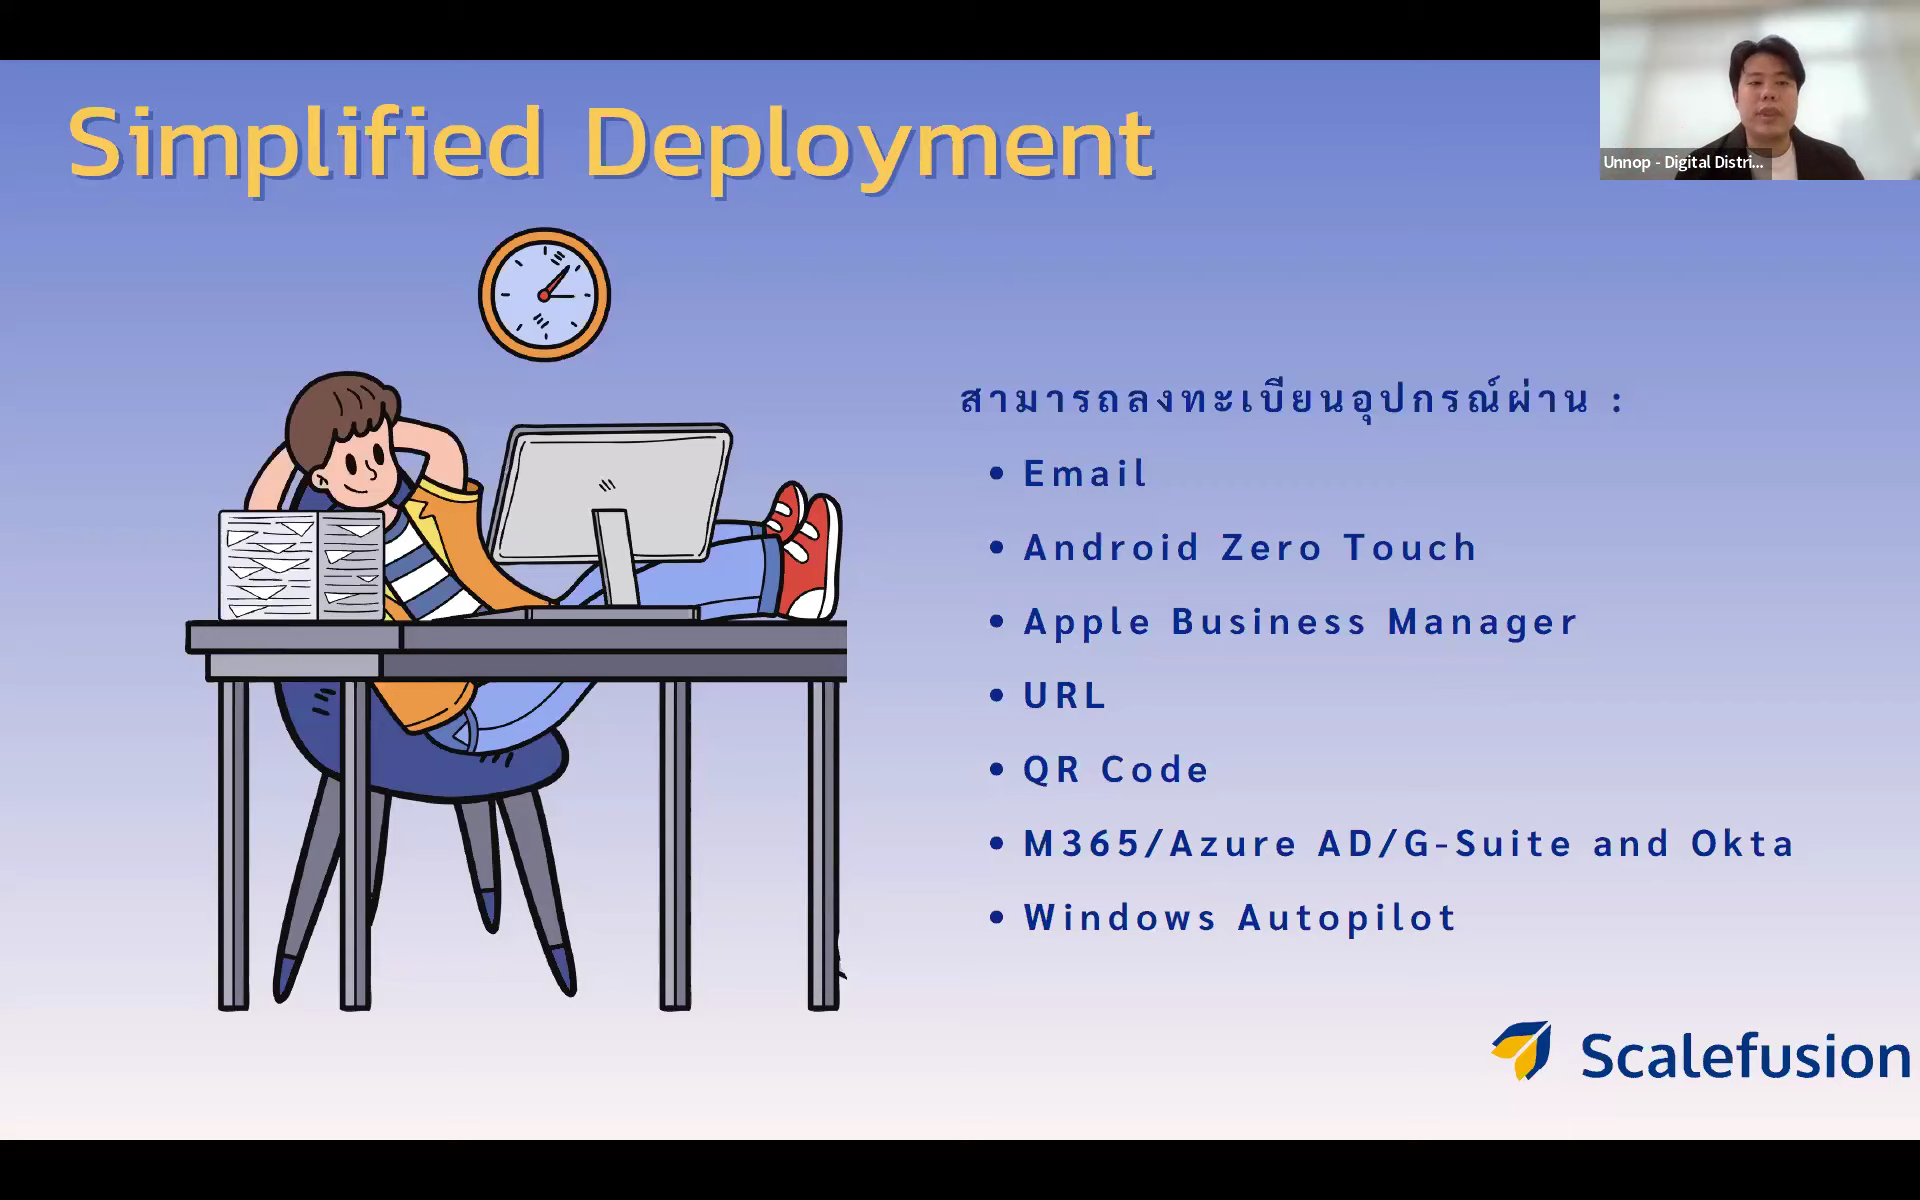 Simplified Deployment
Unnop - Digital Distri...
สามารถลงทะเบียนอุปกรณ์ผ่าน :
• Email
• Android Zero Touch
• Apple Business Manager
• URL
• QR Code
• M365/Azure AD/G-Suite and Okta
• Windows Autopilot
Scalefusion